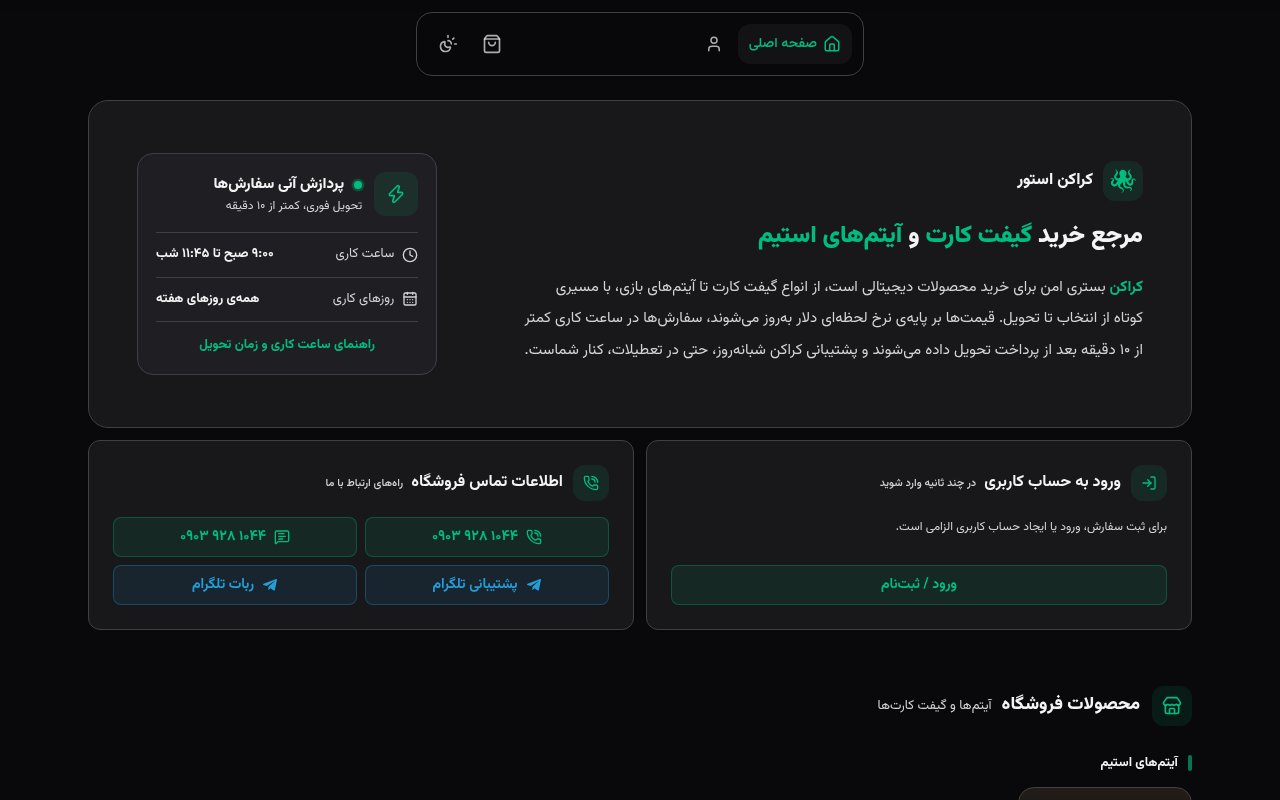 صفحه اصلی
کراکن استور
مرجع خرید گیفت کارت و آیتم‌های استیم
کراکن بستری امن برای خرید محصولات دیجیتالی است، از انواع گیفت کارت تا آیتم‌های بازی، با مسیری
کوتاه از انتخاب تا تحویل. قیمت‌ها بر پایه‌ی نرخ لحظه‌ای دلار به‌روز می‌شوند، سفارش‌ها در ساعت کاری کمتر
از ۱۰ دقیقه بعد از پرداخت تحویل داده می‌شوند و پشتیبانی کراکن شبانه‌روز، حتی در تعطیلات، کنار شماست.
پردازش آنی سفارش‌ها
تحویل فوری، کمتر از ۱۰ دقیقه
ساعت کاری ۹:۰۰ صبح تا ۱۱:۴۵ شب
روزهای کاری همه‌ی روزهای هفته
راهنمای ساعت کاری و زمان تحویل
ورود به حساب کاربری در چند ثانیه وارد شوید
برای ثبت سفارش، ورود یا ایجاد حساب کاربری الزامی است.
ورود / ثبت‌نام
اطلاعات تماس فروشگاه راه‌های ارتباط با ما
۰۹۰۳ ۹۲۸ ۱۰۴۴
۰۹۰۳ ۹۲۸ ۱۰۴۴
پشتیبانی تلگرام
ربات تلگرام
محصولات فروشگاه آیتم‌ها و گیفت کارت‌ها
آیتم‌های استیم